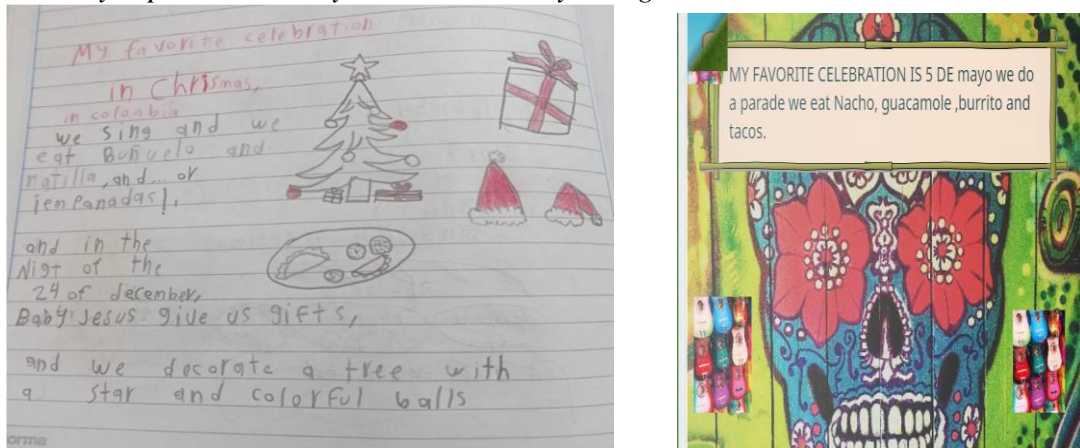 My favorite celebration
in Chrismas,
in colombia
we sing and we
eat Buñuelo and
natilla, and... or
¡empanadas!,
and in the
Nigt of the
24 of december,
Baby Jesus give us gifts,
and we decorate a tree with
a star and colorful balls
orma
MY FAVORITE CELEBRATION IS 5 DE mayo we do
a parade we eat Nacho, guacamole ,burrito and
tacos.